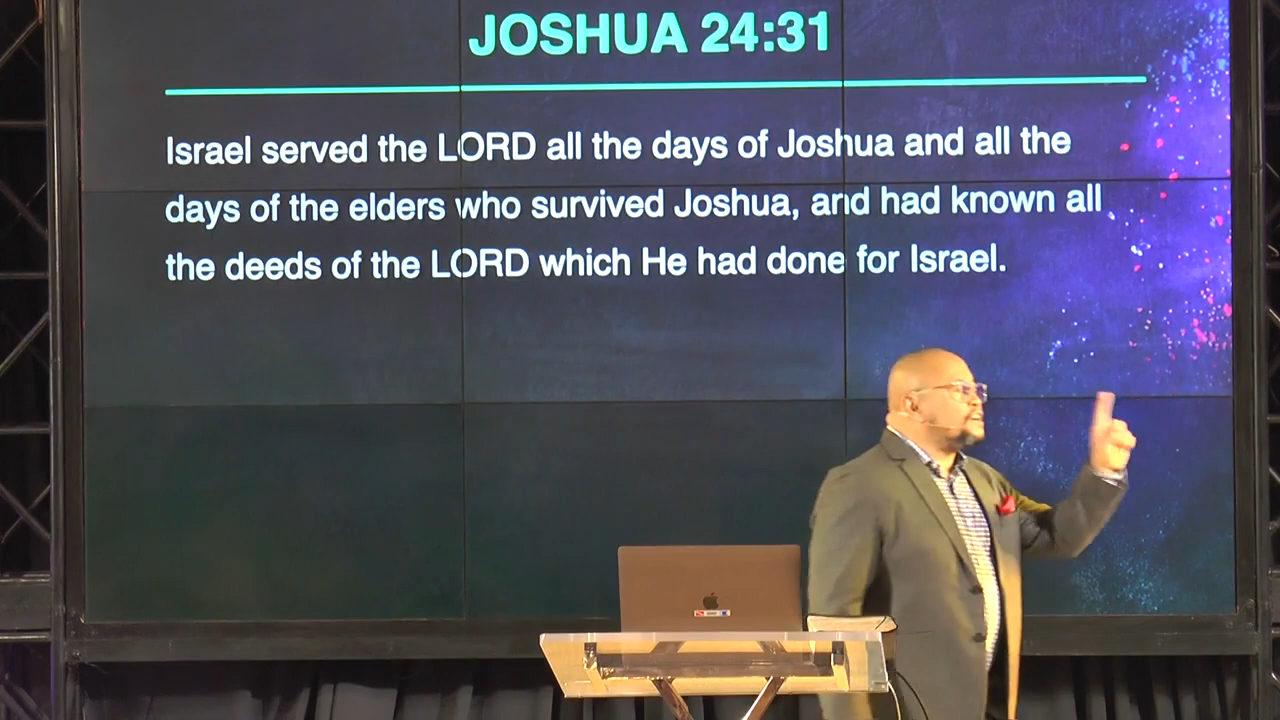 JOSHUA 24:31
Israel served the LORD all the days of Joshua and all the
days of the elders who survived Joshua, and had known all
the deeds of the LORD which He had done for Israel.